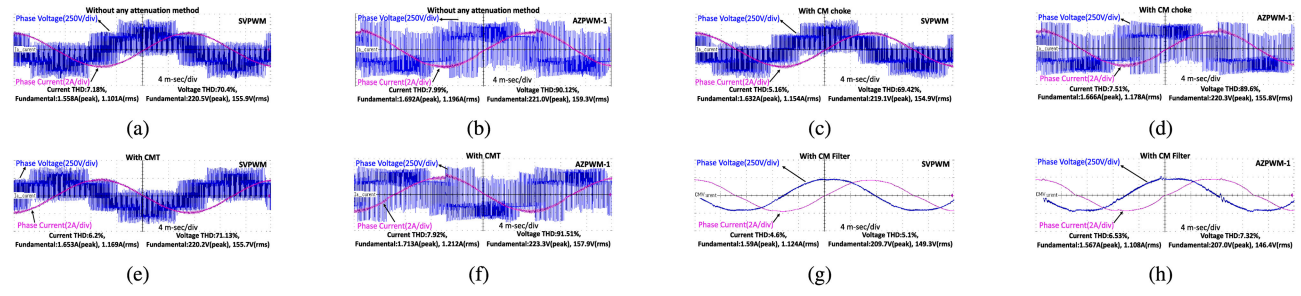 Without any attenuation method
Phase Voltage(250V/div)
SVPWM
Phase Current(2A/div)
4 m-sec/div
Current THD:7.18%,
Voltage THD:70.4%,
Fundamental:1.558A(peak), 1.101A(rms)
Fundamental:220.5V(peak), 155.9V(rms)
(a)
Without any attenuation method
Phase Voltage(250V/div)
AZPWM-1
Phase Current(2A/div)
4 m-sec/div
Current THD:7.99%,
Voltage THD:90.12%,
Fundamental:1.692A(peak), 1.196A(rms)
Fundamental:221.0V(peak), 159.3V(rms)
(b)
With CM choke
Phase Voltage(250V/div)
SVPWM
Phase Current(2A/div)
4 m-sec/div
Current THD:5.16%,
Voltage THD:69.42%,
Fundamental:1.632A(peak), 1.154A(rms)
Fundamental:219.1V(peak), 154.9V(rms)
(c)
With CM choke
Phase Voltage(250V/div)
AZPWM-1
Phase Current(2A/div)
4 m-sec/div
Current THD:7.51%,
Voltage THD:89.6%,
Fundamental:1.666A(peak), 1.178A(rms)
Fundamental:220.3V(peak), 155.8V(rms)
(d)
With CMT
Phase Voltage(250V/div)
SVPWM
Phase Current(2A/div)
4 m-sec/div
Current THD:6.2%,
Voltage THD:71.13%,
Fundamental:1.653A(peak), 1.169A(rms)
Fundamental:220.2V(peak), 155.7V(rms)
(e)
With CMT
Phase Voltage(250V/div)
AZPWM-1
Phase Current(2A/div)
4 m-sec/div
Current THD:7.92%,
Voltage THD:91.51%,
Fundamental:1.713A(peak), 1.212A(rms)
Fundamental:223.3V(peak), 157.9V(rms)
(f)
With CM Filter
Phase Voltage(250V/div)
SVPWM
Phase Current(2A/div)
4 m-sec/div
Current THD:4.6%,
Voltage THD:5.1%,
Fundamental:1.59A(peak), 1.124A(rms)
Fundamental:209.7V(peak), 149.3V(rms)
(g)
With CM Filter
Phase Voltage(250V/div)
AZPWM-1
Phase Current(2A/div)
4 m-sec/div
Current THD:6.53%,
Voltage THD:7.32%,
Fundamental:1.567A(peak), 1.108A(rms)
Fundamental:207.0V(peak), 146.4V(rms)
(h)